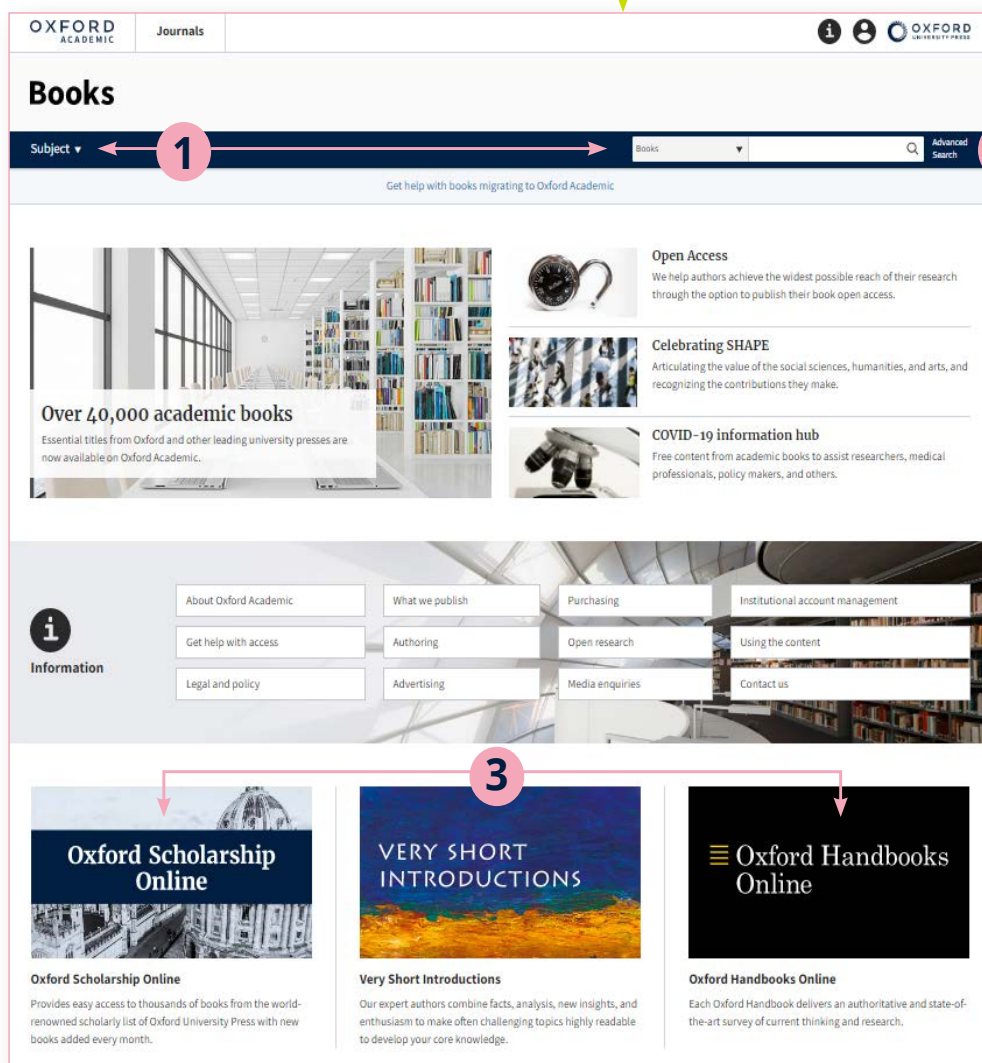 OXFORD
ACADEMIC
Journals
i
OXFORD
UNIVERSITY PRESS
Books
Subject ▾
1
Books
Advanced
Search
Get help with books migrating to Oxford Academic
Over 40,000 academic books
Essential titles from Oxford and other leading university presses are
now available on Oxford Academic.
Open Access
We help authors achieve the widest possible reach of their research
through the option to publish their book open access.
Celebrating SHAPE
Articulating the value of the social sciences, humanities, and arts, and
recognizing the contributions they make.
COVID-19 information hub
Free content from academic books to assist researchers, medical
professionals, policy makers, and others.
i
Information
About Oxford Academic
What we publish
Purchasing
Institutional account management
Get help with access
Authoring
Open research
Using the content
Legal and policy
Advertising
Media enquiries
Contact us
3
Oxford Scholarship
Online
VERY SHORT
INTRODUCTIONS
Oxford Handbooks
Online
Oxford Scholarship Online
Provides easy access to thousands of books from the world-
renowned scholarly list of Oxford University Press with new
books added every month.
Very Short Introductions
Our expert authors combine facts, analysis, new insights, and
enthusiasm to make often challenging topics highly readable
to develop your core knowledge.
Oxford Handbooks Online
Each Oxford Handbook delivers an authoritative and state-of-
the-art survey of current thinking and research.